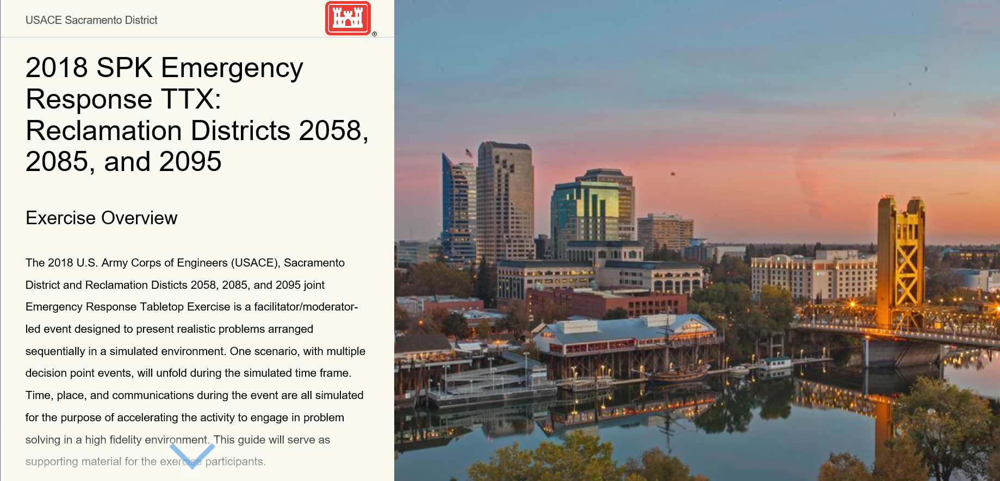 USACE Sacramento District
®
2018 SPK Emergency
Response TTX:
Reclamation Districts 2058,
2085, and 2095
Exercise Overview
The 2018 U.S. Army Corps of Engineers (USACE), Sacramento
District and Reclamation Disticts 2058, 2085, and 2095 joint
Emergency Response Tabletop Exercise is a facilitator/moderator-
led event designed to present realistic problems arranged
sequentially in a simulated environment. One scenario, with multiple
decision point events, will unfold during the simulated time frame.
Time, place, and communications during the event are all simulated
for the purpose of accelerating the activity to engage in problem
solving in a high fidelity environment. This guide will serve as
supporting material for the exercise participants.